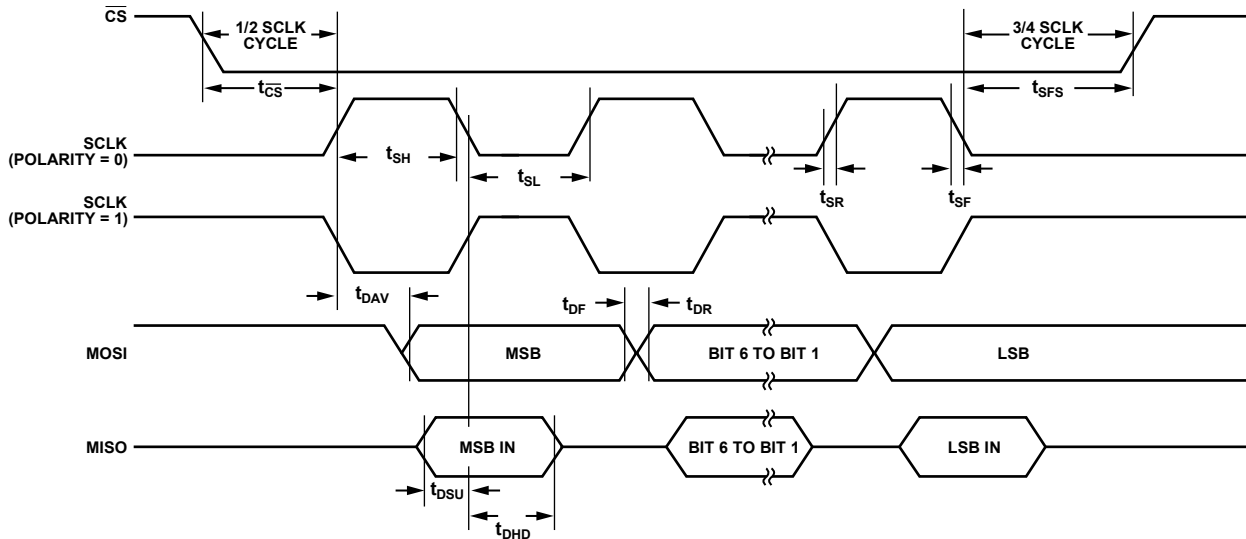 CS
1/2 SCLK
CYCLE
3/4 SCLK
CYCLE
tCS
tSFS
SCLK
(POLARITY = 0)
tSH
tSL
tSR
tSF
SCLK
(POLARITY = 1)
tDAV
tDF
tDR
MOSI
MSB
BIT 6 TO BIT 1
LSB
MISO
MSB IN
BIT 6 TO BIT 1
LSB IN
tDSU
tDHD